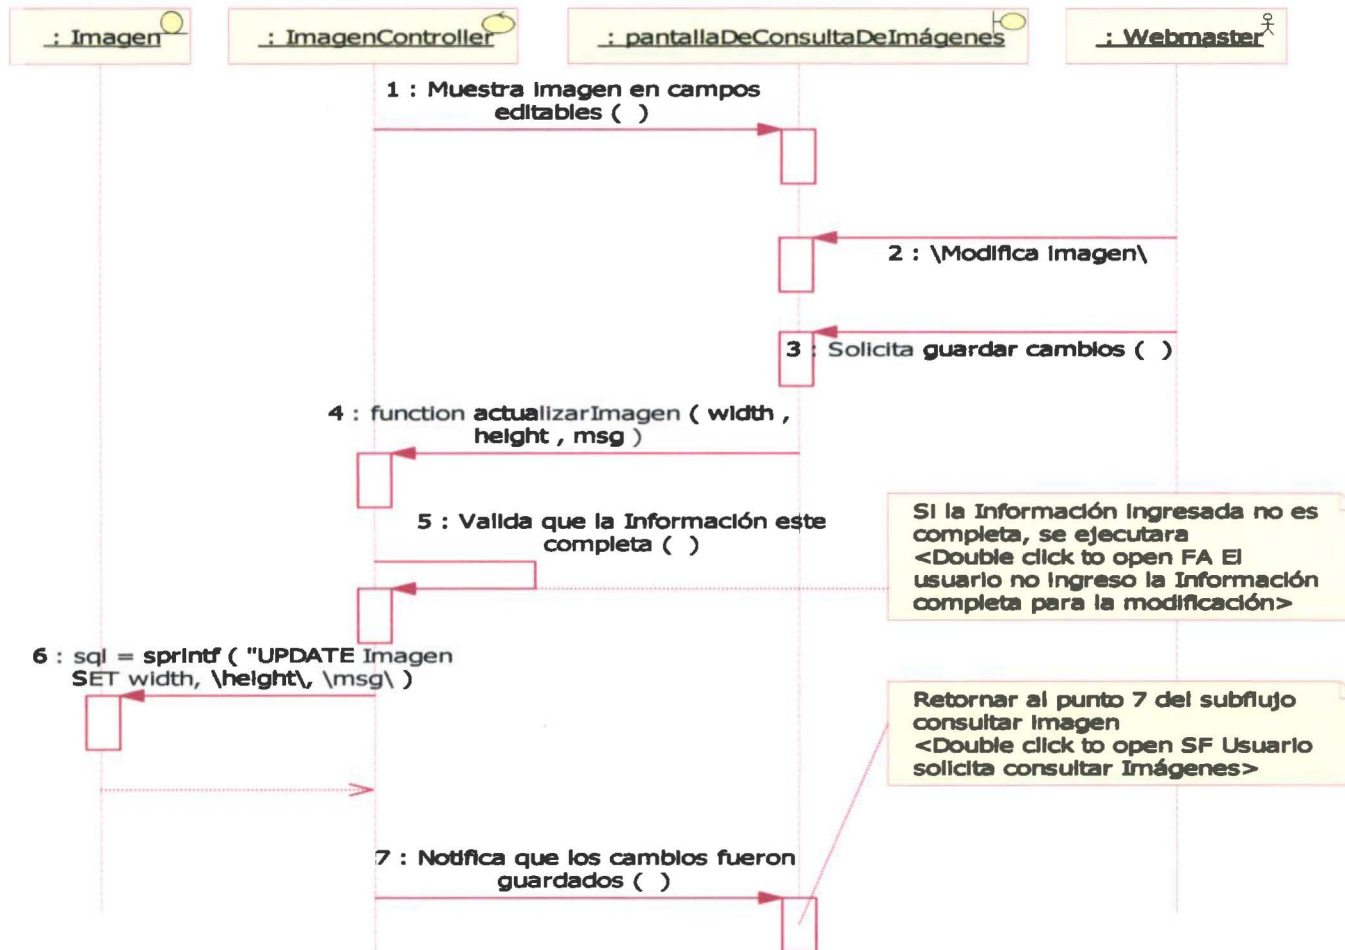 : Imagen
: ImagenController
: pantallaDeConsultaDeImágenes
: Webmaster
1 : Muestra imagen en campos
editables ( )
2 : \Modifica imagen\
3 : Solicita guardar cambios ( )
4 : function actualizarImagen ( width ,
height , msg )
5 : Valida que la Información este
completa ( )
Si la Información ingresada no es
completa, se ejecutara
<Double click to open FA El
usuario no ingreso la Información
completa para la modificación>
6 : sql = sprintf ( "UPDATE Imagen
SET width, \height\, \msg\ )
Retornar al punto 7 del subflujo
consultar imagen
<Double click to open SF Usuario
solicita consultar Imágenes>
7 : Notifica que los cambios fueron
guardados ( )